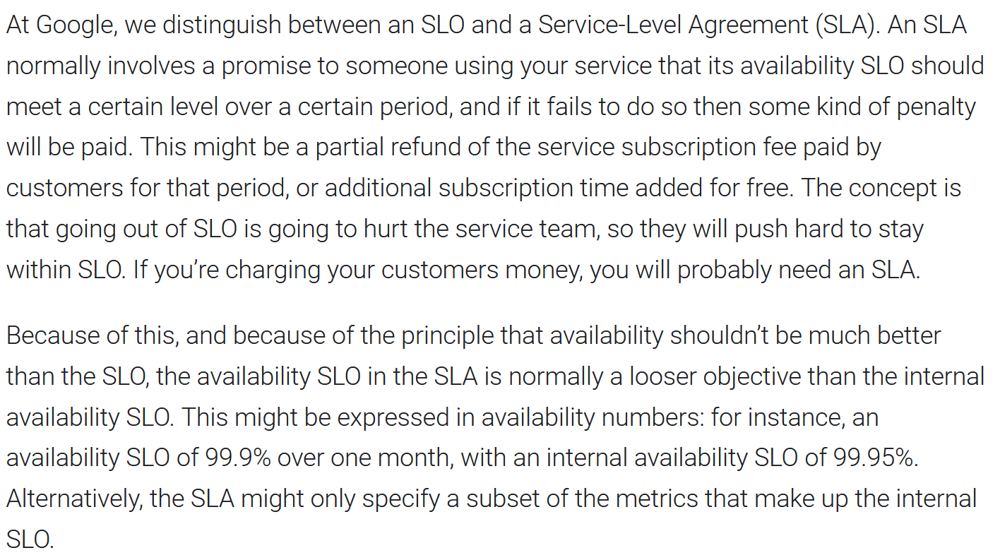 At Google, we distinguish between an SLO and a Service-Level Agreement (SLA). An SLA
normally involves a promise to someone using your service that its availability SLO should
meet a certain level over a certain period, and if it fails to do so then some kind of penalty
will be paid. This might be a partial refund of the service subscription fee paid by
customers for that period, or additional subscription time added for free. The concept is
that going out of SLO is going to hurt the service team, so they will push hard to stay
within SLO. If you’re charging your customers money, you will probably need an SLA.
Because of this, and because of the principle that availability shouldn’t be much better
than the SLO, the availability SLO in the SLA is normally a looser objective than the internal
availability SLO. This might be expressed in availability numbers: for instance, an
availability SLO of 99.9% over one month, with an internal availability SLO of 99.95%.
Alternatively, the SLA might only specify a subset of the metrics that make up the internal
SLO.